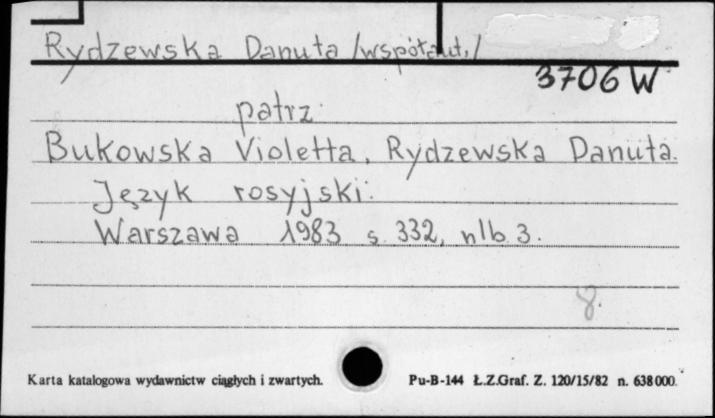 Rydzewska Danuta /współaut./
3706 W
patrz
Bukowska Violetta, Rydzewska Danuta.
Język rosyjski.
Warszawa 1983 s. 332, nlb 3.
8.
Karta katalogowa wydawnictw ciągłych i zwartych. Pu-B-144 Ł.Z.Graf. Z. 120/15/82 n. 638000.